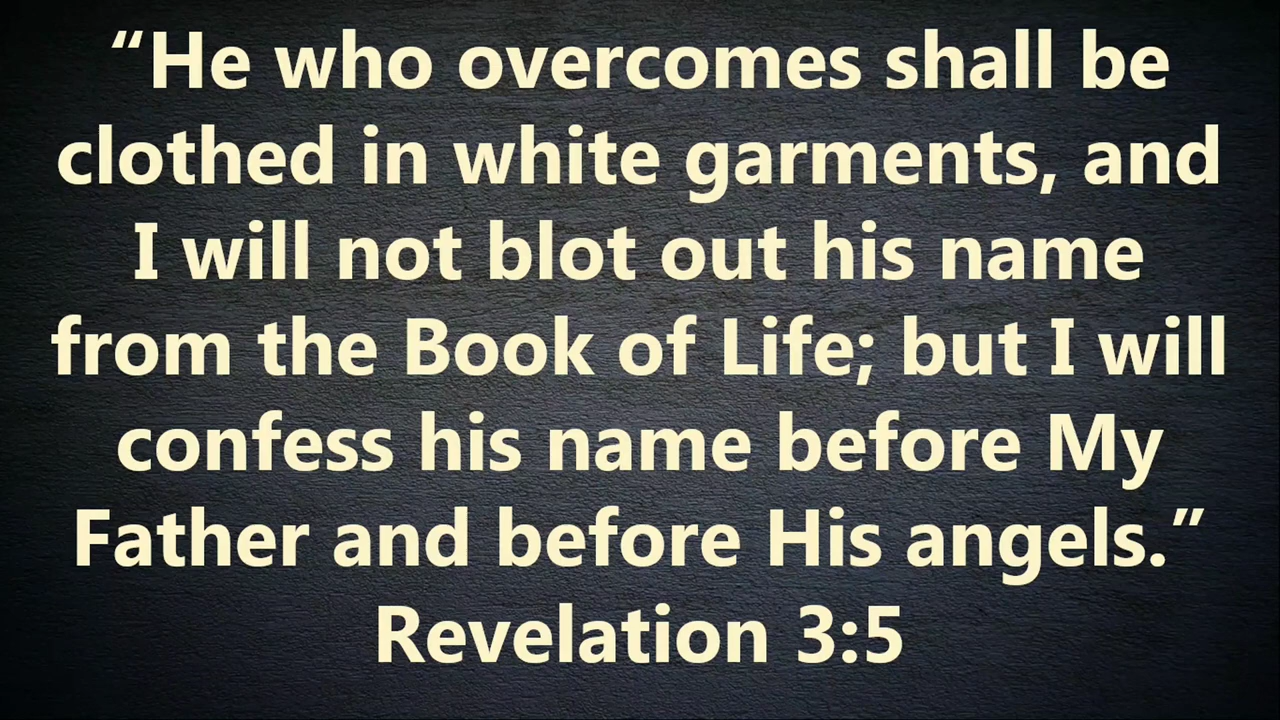 “He who overcomes shall be
clothed in white garments, and
I will not blot out his name
from the Book of Life; but I will
confess his name before My
Father and before His angels.”
Revelation 3:5